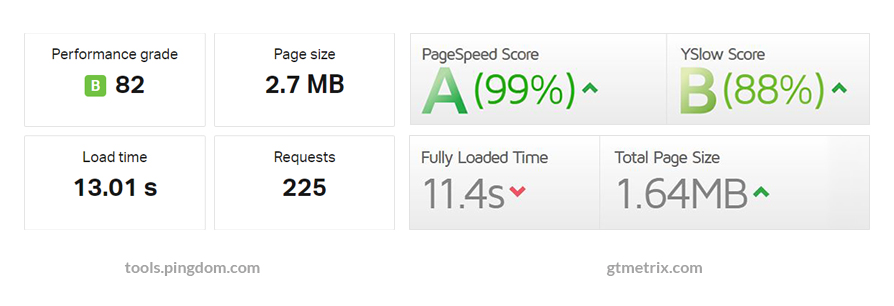 Performance grade
B 82
Page size
2.7 MB
Load time
13.01 s
Requests
225
tools.pingdom.com
PageSpeed Score
A (99%)
YSlow Score
B (88%)
Fully Loaded Time
11.4s
Total Page Size
1.64MB
gtmetrix.com